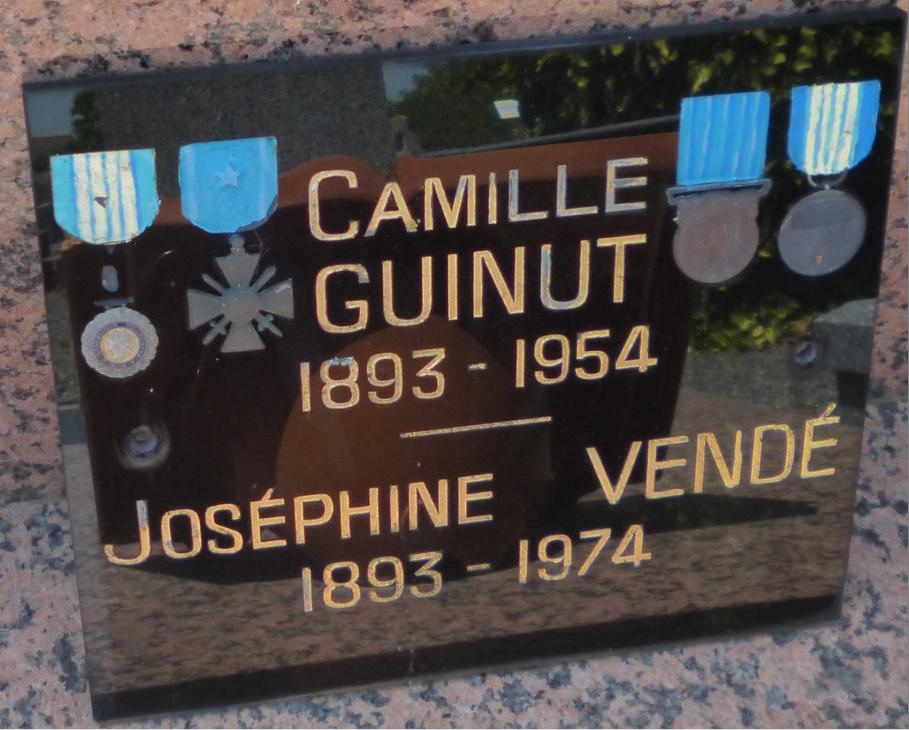 CAMILLE
GUINUT
1893 - 1954
JOSÉPHINE VENDÉ
1893 - 1974